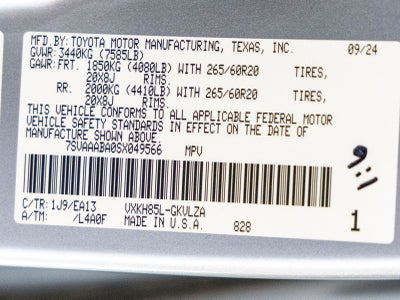 MFD.BY: TOYOTA MOTOR MANUFACTURING, TEXAS, INC. 09/24
GVWR: 3440KG (7585LB)
GAWR: FRT. 1850KG (4080LB) WITH 265/60R20 TIRES,
20X8J RIMS.
RR. 2000KG (4410LB) WITH 265/60R20 TIRES,
20X8J RIMS.
THIS VEHICLE CONFORMS TO ALL APPLICABLE FEDERAL MOTOR
VEHICLE SAFETY STANDARDS IN EFFECT ON THE DATE OF
MANUFACTURE SHOWN ABOVE
7SVAAABA0SX049566 MPV
C/TR: 1J9/EA13 VXKH85L-GKVLZA
A/TM: /L4A0F MADE IN U.S.A. 828
1